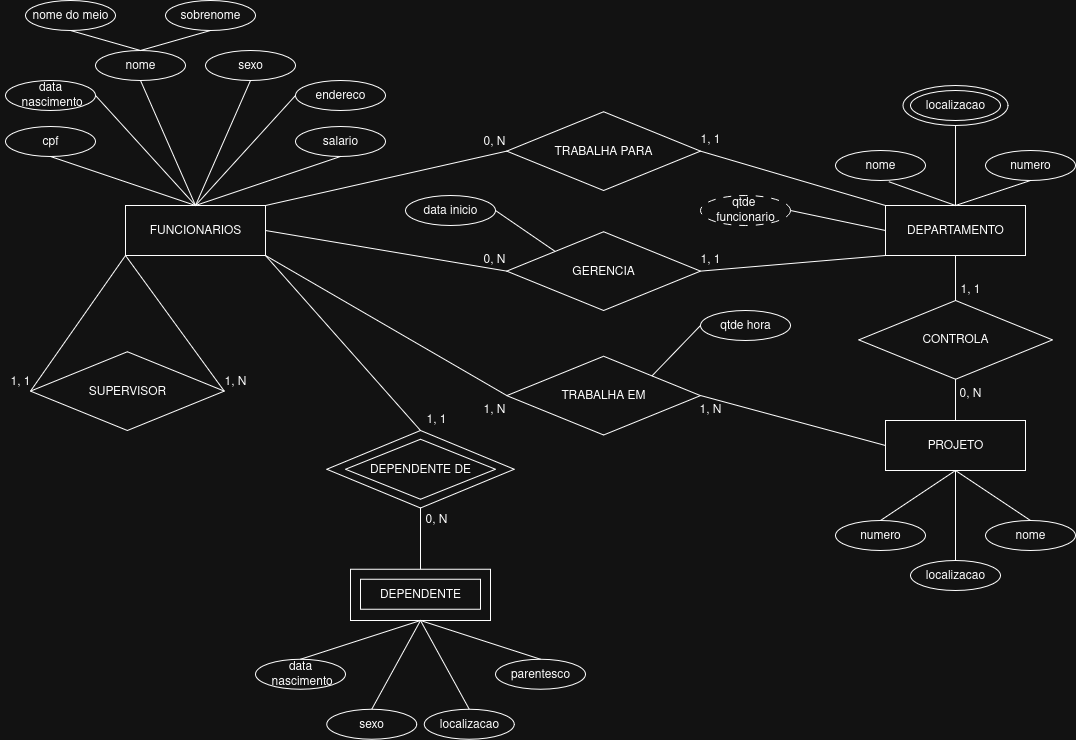 nome do meio
sobrenome
nome
sexo
data
nascimento
endereco
cpf
salario
localizacao
nome
numero
0, N
TRABALHA PARA
1, 1
data inicio
qtde
funcionario
FUNCIONARIOS
DEPARTAMENTO
0, N
GERENCIA
1, 1
1, 1
qtde hora
CONTROLA
1, 1
SUPERVISOR
1, N
0, N
TRABALHA EM
1, N
1, N
1, 1
PROJETO
DEPENDENTE DE
0, N
numero
nome
localizacao
DEPENDENTE
data
nascimento
parentesco
sexo
localizacao